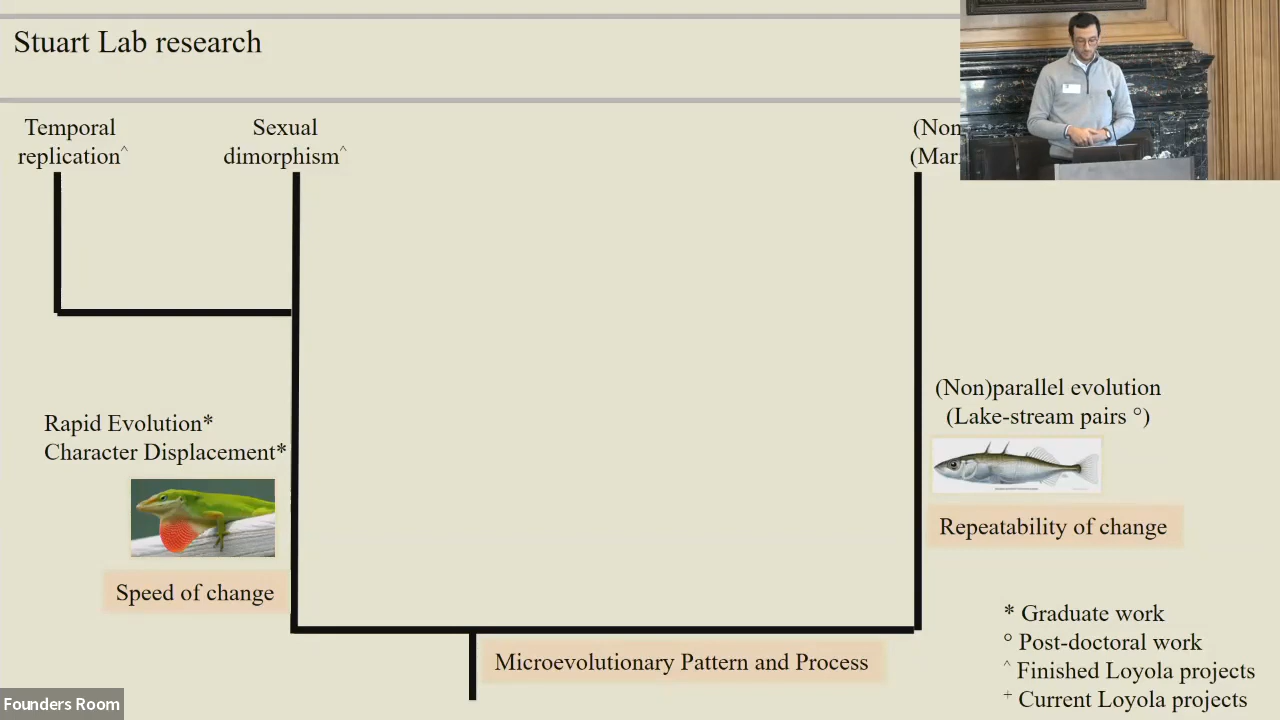 Stuart Lab research
Temporal
replication^
Sexual
dimorphism^
(Non
Rapid Evolution*
Character Displacement*
Speed of change
(Non)parallel evolution
(Lake-stream pairs °)
Repeatability of change
Microevolutionary Pattern and Process
* Graduate work
° Post-doctoral work
^ Finished Loyola projects
+ Current Loyola projects
Founders Room